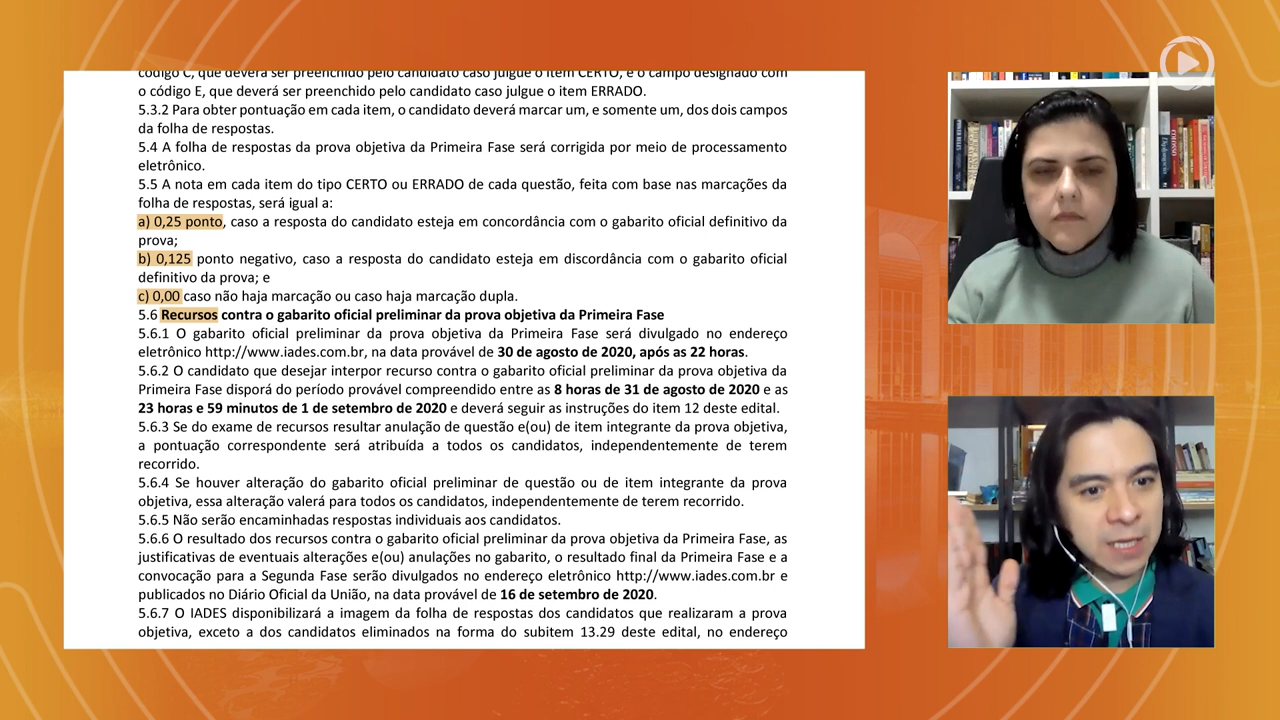 código C, que deverá ser preenchido pelo candidato caso julgue o item CERTO, e o campo designado com
o código E, que deverá ser preenchido pelo candidato caso julgue o item ERRADO.
5.3.2 Para obter pontuação em cada item, o candidato deverá marcar um, e somente um, dos dois campos
da folha de respostas.
5.4 A folha de respostas da prova objetiva da Primeira Fase será corrigida por meio de processamento
eletrônico.
5.5 A nota em cada item do tipo CERTO ou ERRADO de cada questão, feita com base nas marcações da
folha de respostas, será igual a:
a) 0,25 ponto, caso a resposta do candidato esteja em concordância com o gabarito oficial definitivo da
prova;
b) 0,125 ponto negativo, caso a resposta do candidato esteja em discordância com o gabarito oficial
definitivo da prova; e
c) 0,00 caso não haja marcação ou caso haja marcação dupla.
5.6 Recursos contra o gabarito oficial preliminar da prova objetiva da Primeira Fase
5.6.1 O gabarito oficial preliminar da prova objetiva da Primeira Fase será divulgado no endereço
eletrônico http://www.iades.com.br, na data provável de 30 de agosto de 2020, após as 22 horas.
5.6.2 O candidato que desejar interpor recurso contra o gabarito oficial preliminar da prova objetiva da
Primeira Fase disporá do período provável compreendido entre as 8 horas de 31 de agosto de 2020 e as
23 horas e 59 minutos de 1 de setembro de 2020 e deverá seguir as instruções do item 12 deste edital.
5.6.3 Se do exame de recursos resultar anulação de questão e(ou) de item integrante da prova objetiva,
a pontuação correspondente será atribuída a todos os candidatos, independentemente de terem
recorrido.
5.6.4 Se houver alteração do gabarito oficial preliminar de questão ou de item integrante da prova
objetiva, essa alteração valerá para todos os candidatos, independentemente de terem recorrido.
5.6.5 Não serão encaminhadas respostas individuais aos candidatos.
5.6.6 O resultado dos recursos contra o gabarito oficial preliminar da prova objetiva da Primeira Fase, as
justificativas de eventuais alterações e(ou) anulações no gabarito, o resultado final da Primeira Fase e a
convocação para a Segunda Fase serão divulgados no endereço eletrônico http://www.iades.com.br e
publicados no Diário Oficial da União, na data provável de 16 de setembro de 2020.
5.6.7 O IADES disponibilizará a imagem da folha de respostas dos candidatos que realizaram a prova
objetiva, exceto a dos candidatos eliminados na forma do subitem 13.29 deste edital, no endereço